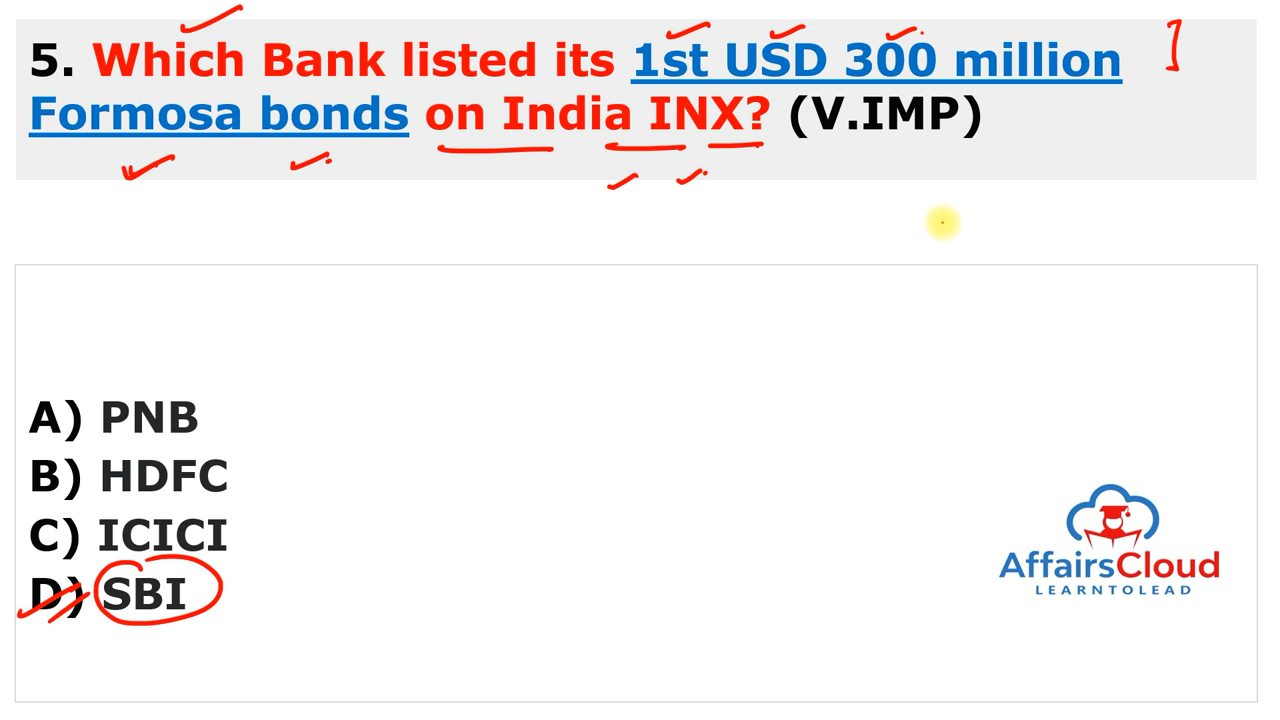 5. Which Bank listed its 1st USD 300 million
Formosa bonds on India INX? (V.IMP)
A) PNB
B) HDFC
C) ICICI
D) SBI
AffairsCloud
LEARNTOLEAD